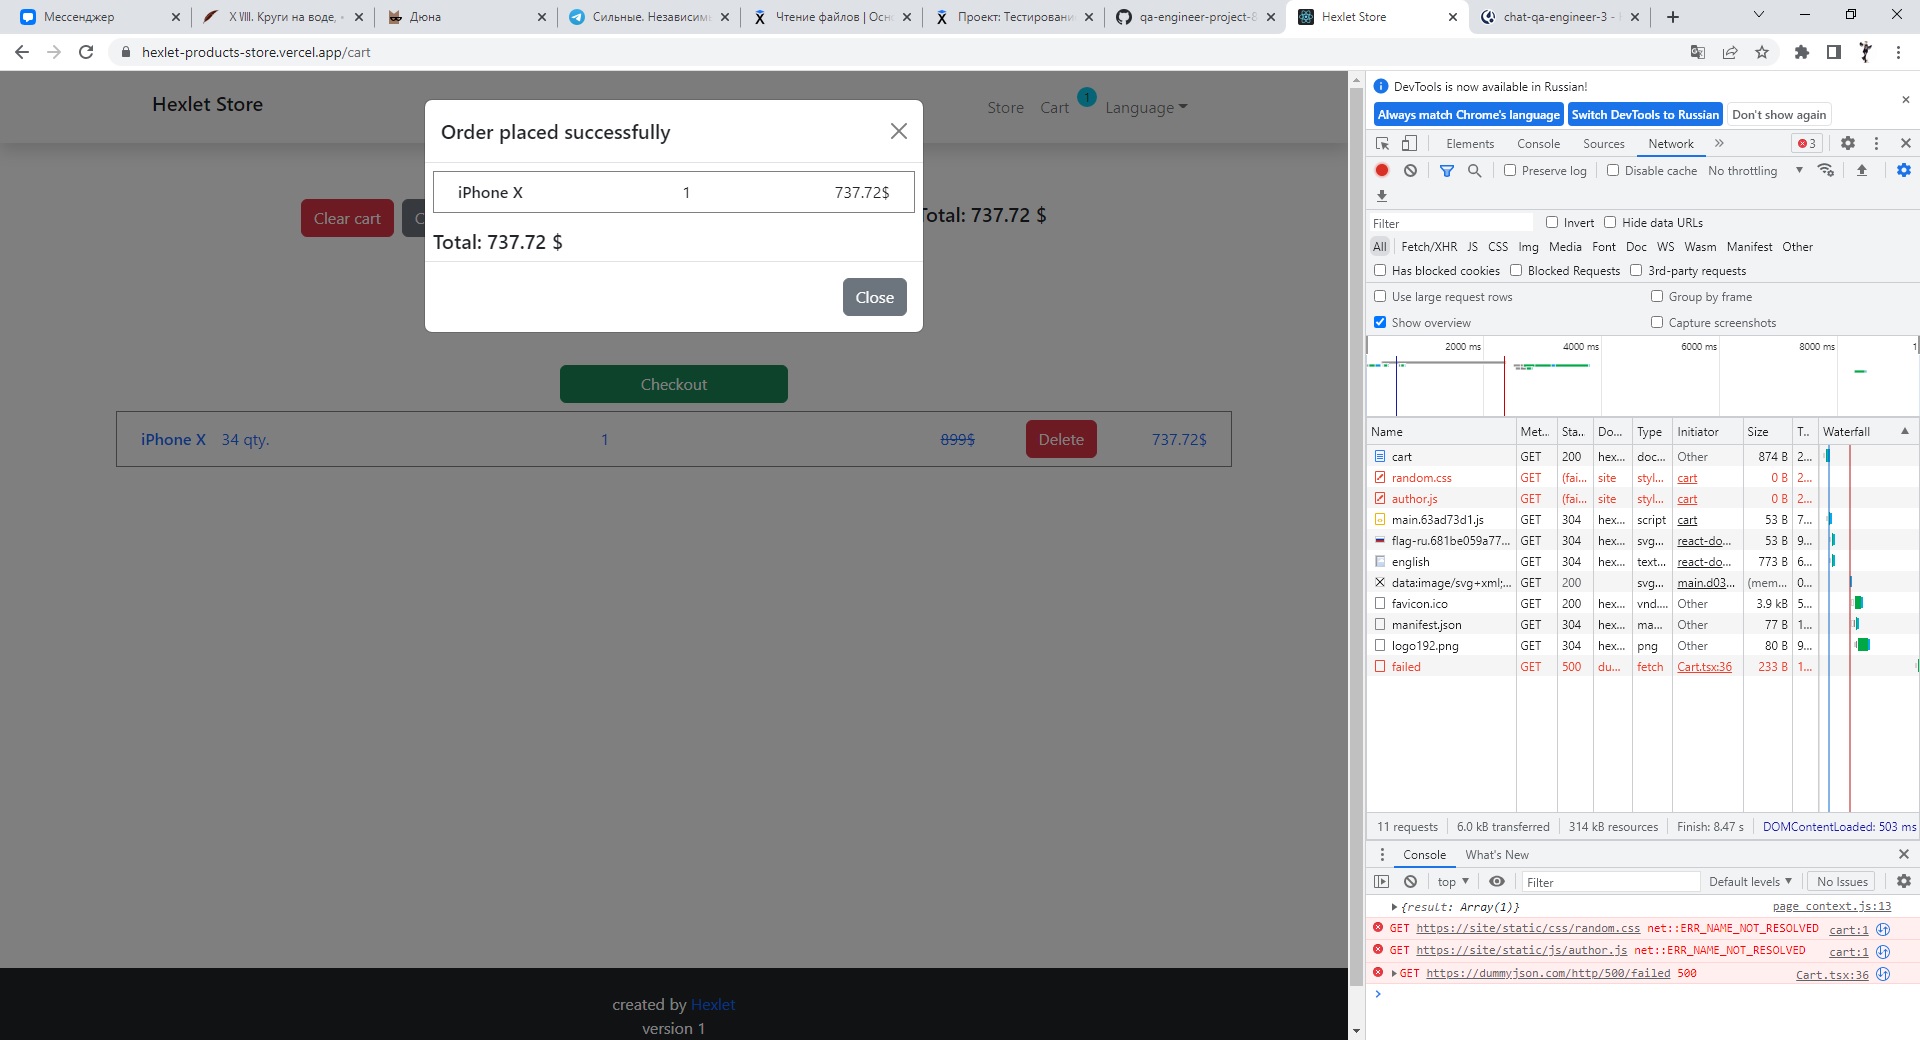 Мессенджер
X VIII. Круги на воде,
Дюна
Сильные. Независим
Чтение файлов | Осн
Проект: Тестировани
qa-engineer-project-8
Hexlet Store
chat-qa-engineer-3 -
hexlet-products-store.vercel.app/cart
Hexlet Store
Store Cart 1 Language
Order placed successfully
iPhone X 1 737.72$
Total: 737.72 $
Close
Clear cart C
Total: 737.72 $
Checkout
iPhone X 34 qty. 1 899$ Delete 737.72$
created by Hexlet
version 1
DevTools is now available in Russian!
Always match Chrome's language Switch DevTools to Russian Don't show again
Elements Console Sources Network » 3
Preserve log Disable cache No throttling
Filter Invert Hide data URLs
All Fetch/XHR JS CSS Img Media Font Doc WS Wasm Manifest Other
Has blocked cookies Blocked Requests 3rd-party requests
Use large request rows Group by frame
Show overview Capture screenshots
2000 ms 4000 ms 6000 ms 8000 ms 1
Name Met... Sta... Do... Type Initiator Size T.. Waterfall
cart GET 200 hex... doc... Other 874 B 2...
random.css GET (fai... site styl... cart 0 B 2...
author.js GET (fai... site styl... cart 0 B 2...
main.63ad73d1.js GET 304 hex... script cart 53 B 7...
flag-ru.681be059a77... GET 304 hex... svg... react-do... 53 B 9...
english GET 304 hex... text... react-do... 773 B 6...
data:image/svg+xml;... GET 200 svg... main.d03... (mem... 0...
favicon.ico GET 200 hex... vnd.... Other 3.9 kB 5...
manifest.json GET 304 hex... ma... Other 77 B 1...
logo192.png GET 304 hex... png Other 80 B 9...
failed GET 500 du... fetch Cart.tsx:36 233 B 1...
11 requests 6.0 kB transferred 314 kB resources Finish: 8.47 s DOMContentLoaded: 503 ms
Console What's New
top Filter Default levels No Issues
{result: Array(1)} page_context.js:13
GET https://site/static/css/random.css net::ERR_NAME_NOT_RESOLVED cart:1
GET https://site/static/js/author.js net::ERR_NAME_NOT_RESOLVED cart:1
GET https://dummyjson.com/http/500/failed 500 Cart.tsx:36